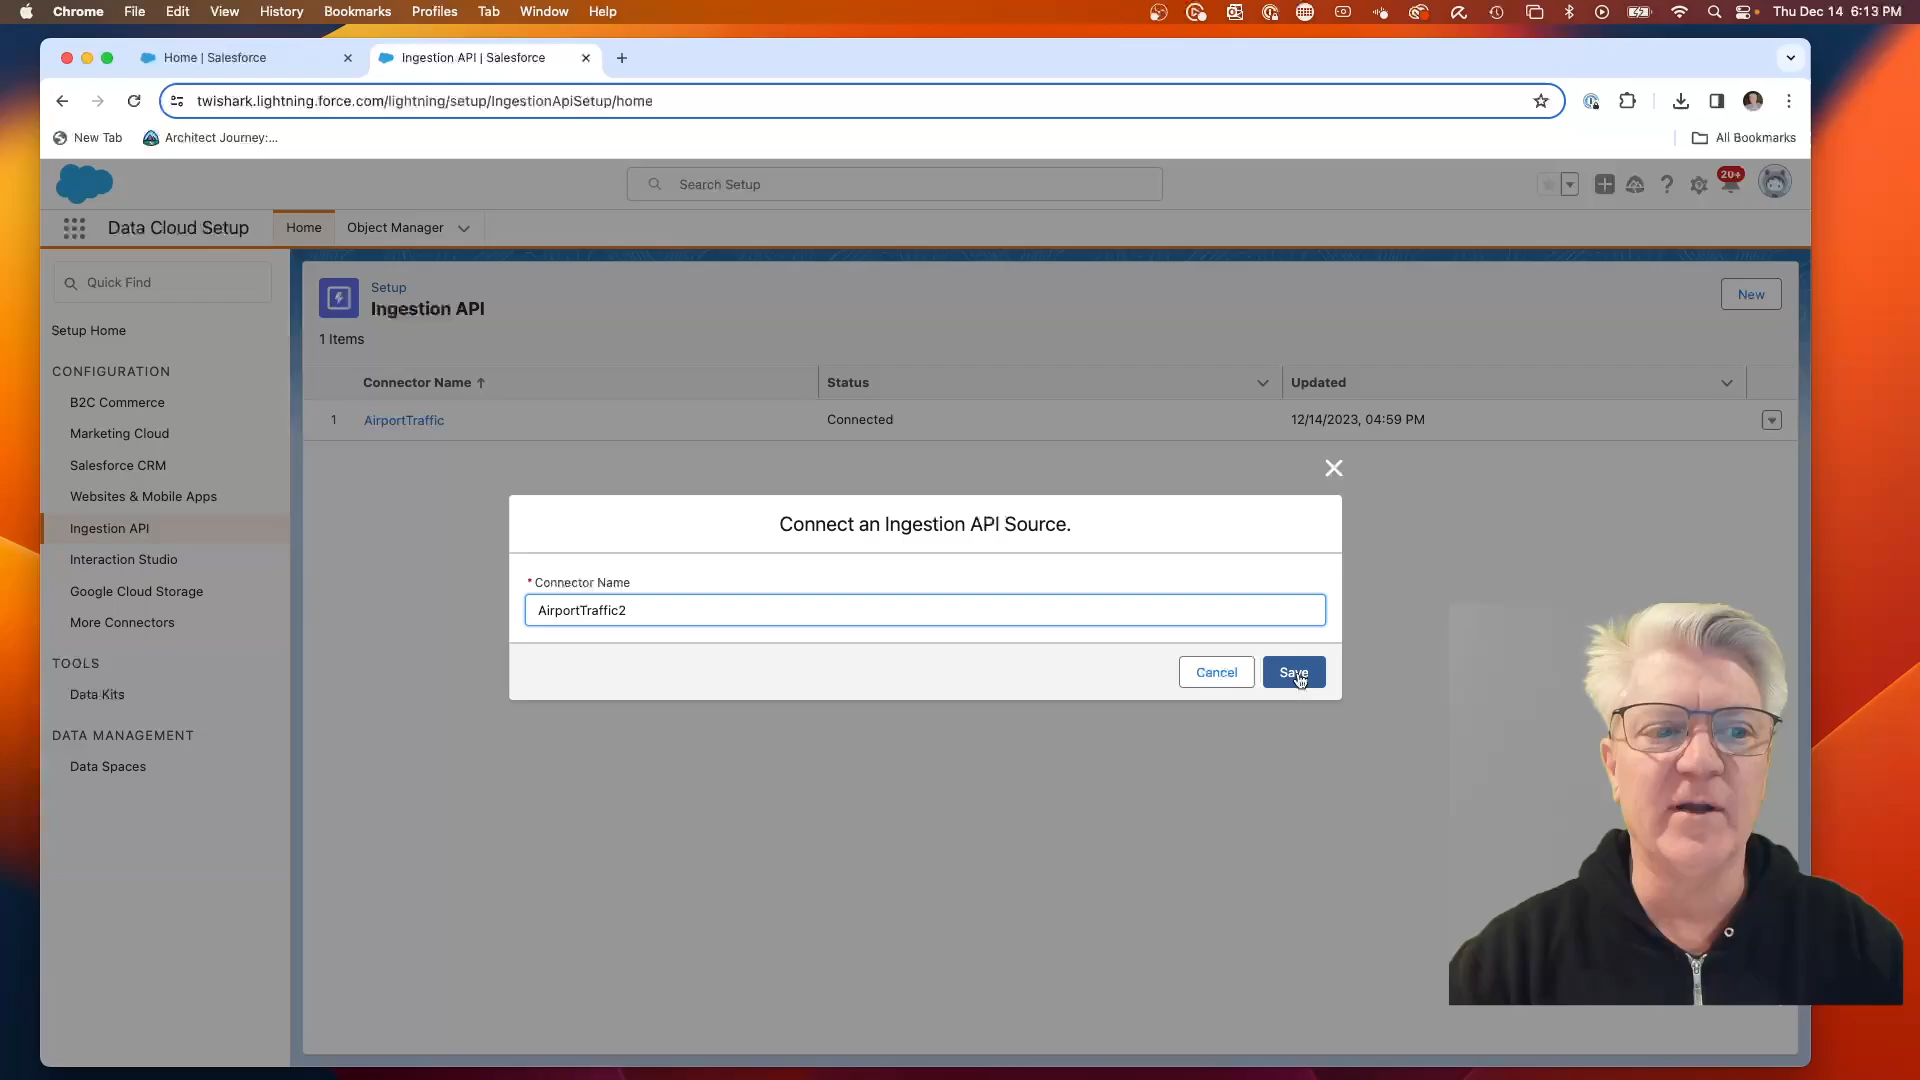 Chrome File Edit View History Bookmarks Profiles Tab Window Help Thu Dec 14 6:13 PM
Home | Salesforce Ingestion API | Salesforce
twishark.lightning.force.com/lightning/setup/IngestionApiSetup/home
New Tab Architect Journey:... All Bookmarks
Search Setup 20+
Data Cloud Setup Home Object Manager
Quick Find
Setup Home
CONFIGURATION
B2C Commerce
Marketing Cloud
Salesforce CRM
Websites & Mobile Apps
Ingestion API
Interaction Studio
Google Cloud Storage
More Connectors
TOOLS
Data Kits
DATA MANAGEMENT
Data Spaces
Setup
Ingestion API
New
1 Items
Connector Name ↑ Status Updated
1 AirportTraffic Connected 12/14/2023, 04:59 PM
Connect an Ingestion API Source.
* Connector Name
AirportTraffic2
Cancel Save